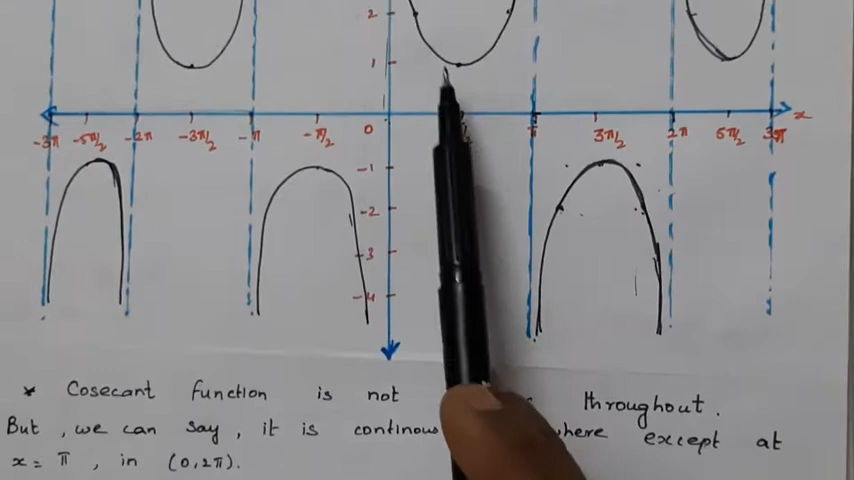 2
1
x
-3π -5π/2 -2π -3π/2 -π -π/2 0 π 3π/2 2π 5π/2 3π
-1
-2
-3
-4
* Cosecant function is not throughout.
But , we can say , it is continous except at
x = π , in (0,2π).